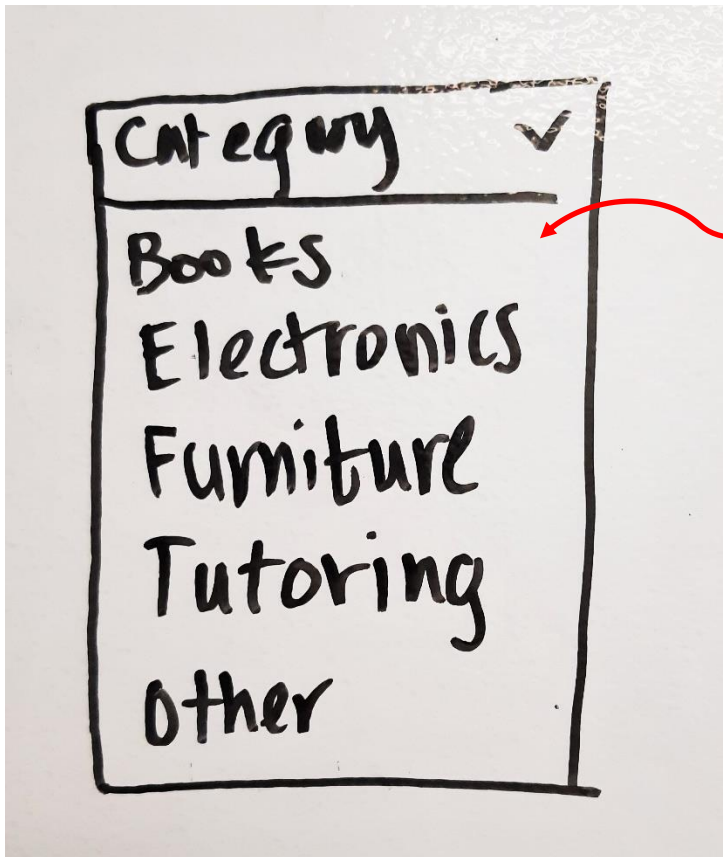 Category
Books
Electronics
Furniture
Tutoring
Other